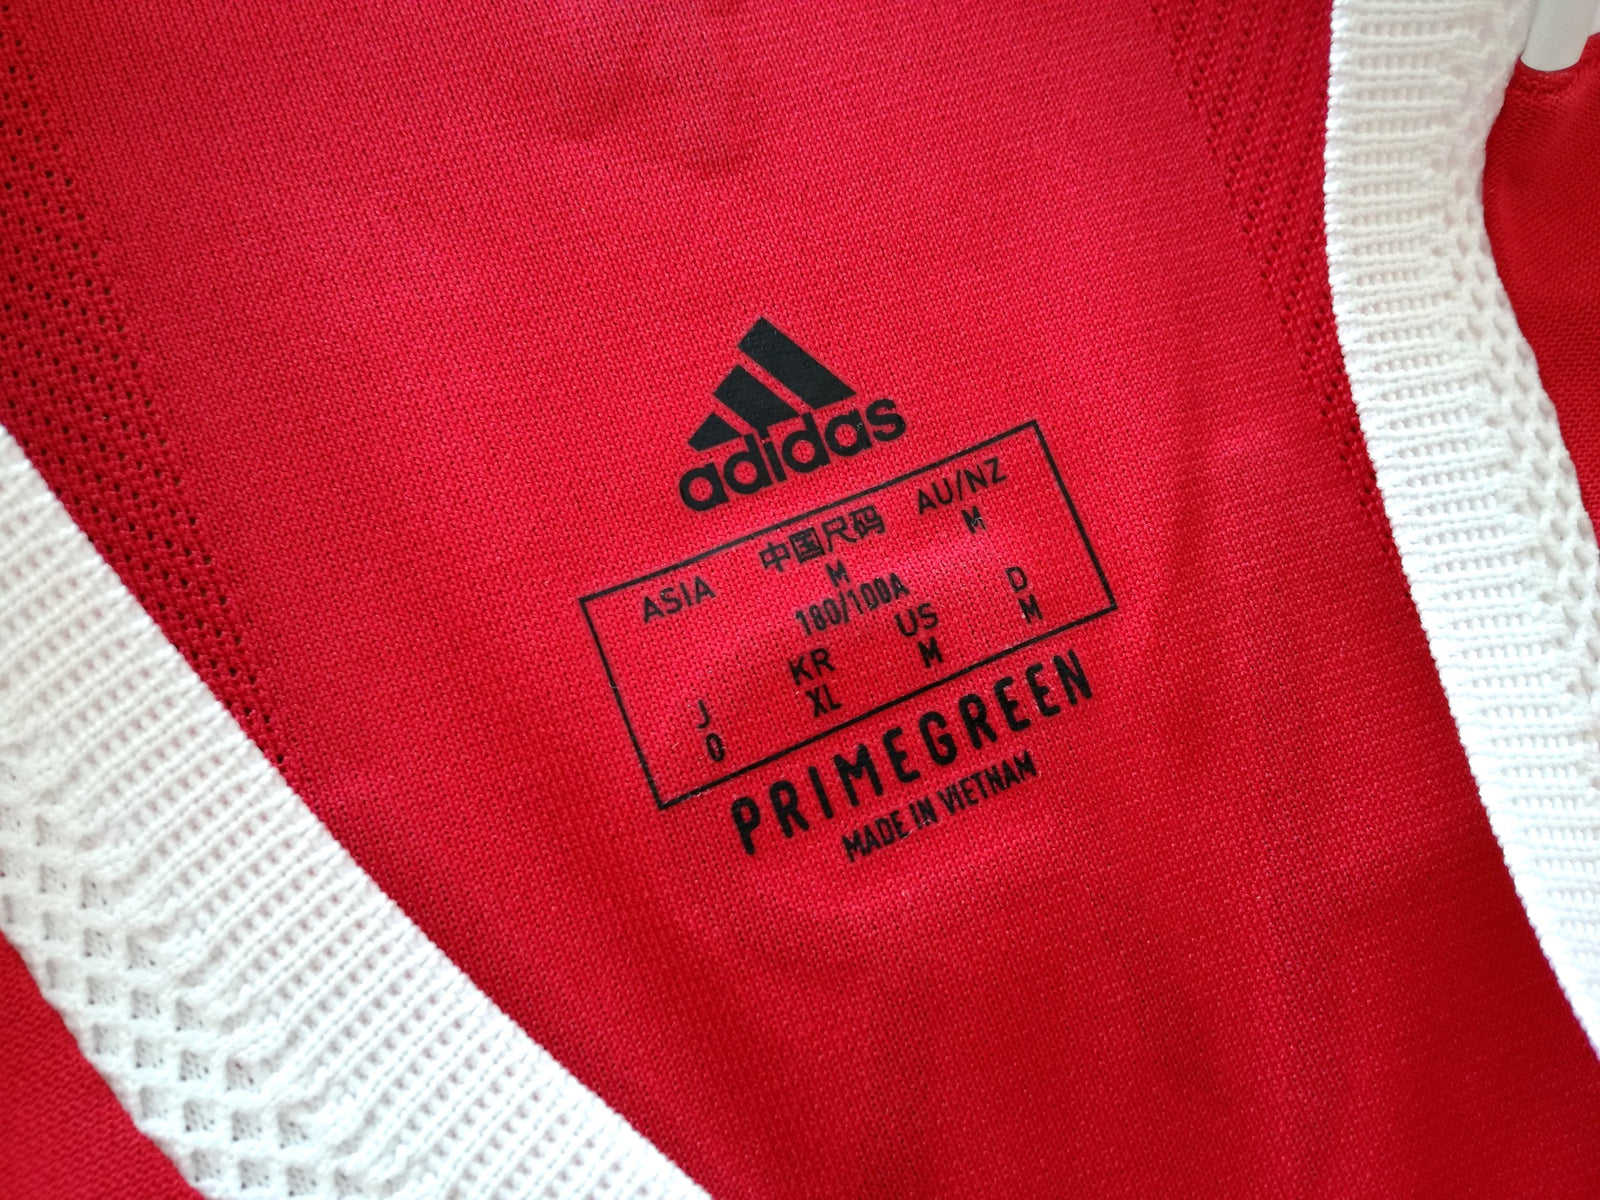 adidas
ASIA 中国尺码 AU/NZ
M M
180/100A
J KR US D
O XL M M
PRIMEGREEN
MADE IN VIETNAM